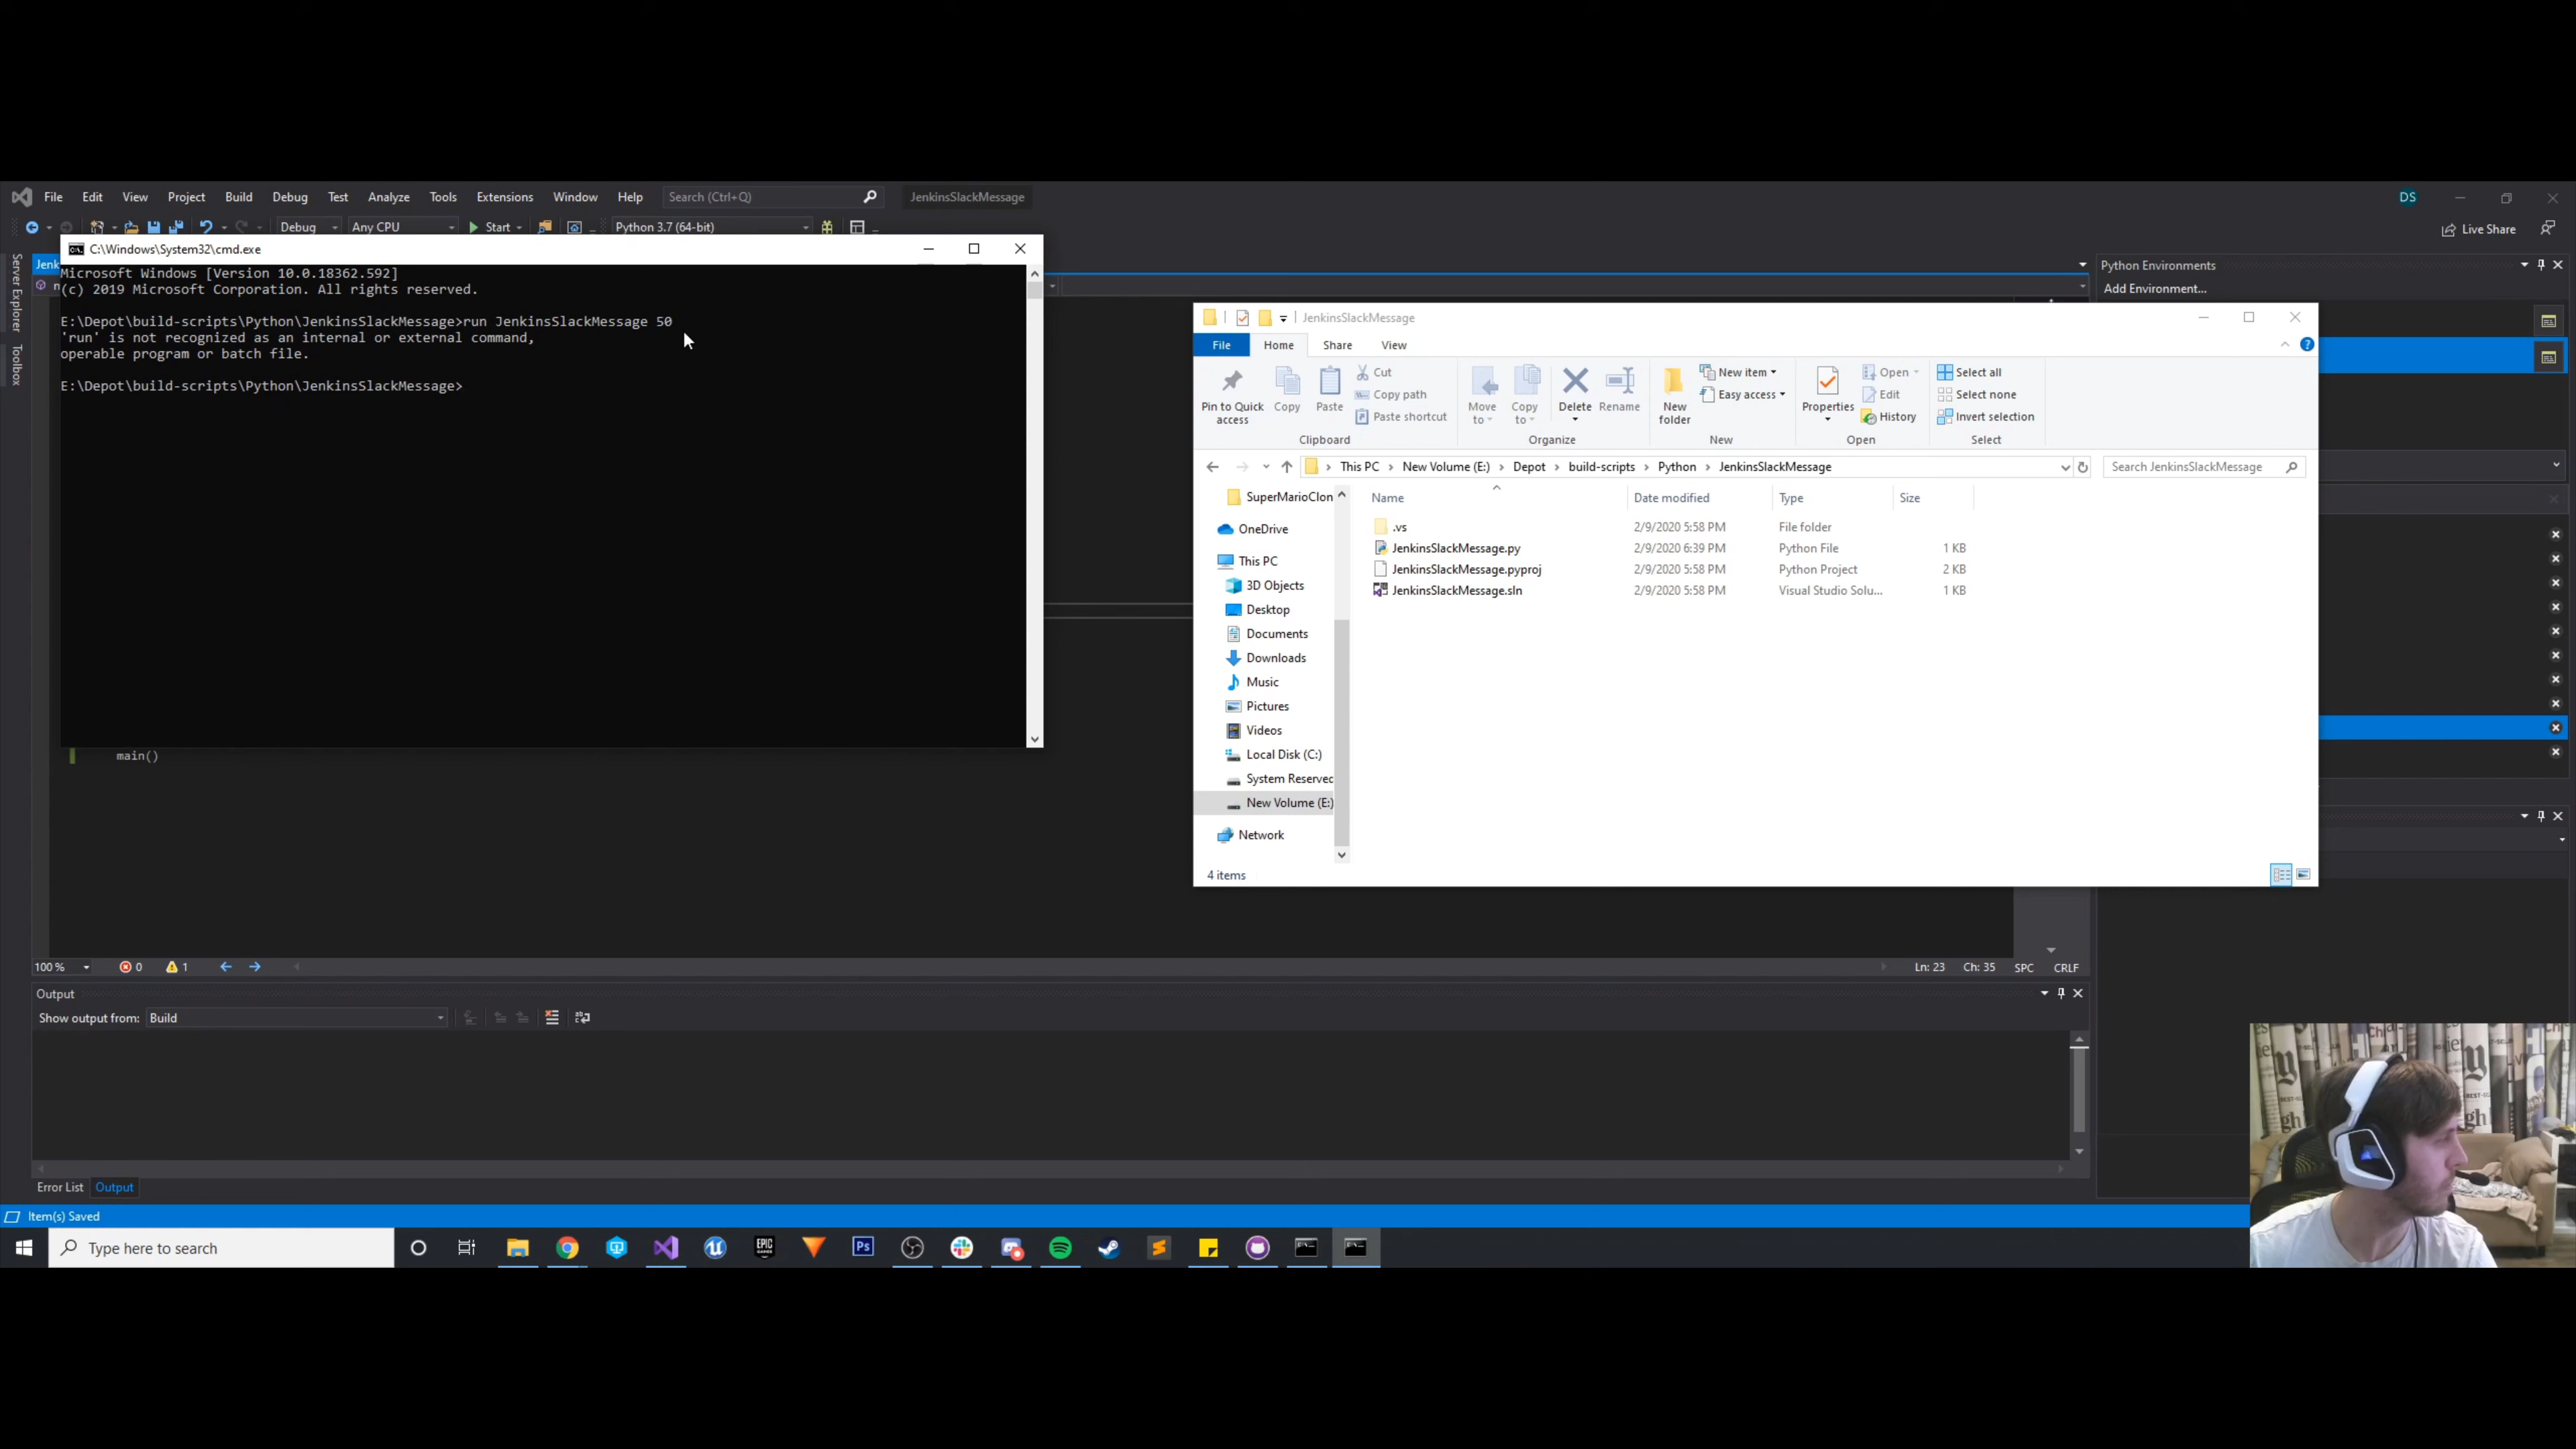 File Edit View Project Build Debug Test Analyze Tools Extensions Window Help Search (Ctrl+Q) JenkinsSlackMessage DS
Debug Any CPU Start Python 3.7 (64-bit) Live Share
C:\Windows\System32\cmd.exe
Microsoft Windows [Version 10.0.18362.592]
(c) 2019 Microsoft Corporation. All rights reserved.
E:\Depot\build-scripts\Python\JenkinsSlackMessage>run JenkinsSlackMessage 50
'run' is not recognized as an internal or external command,
operable program or batch file.
E:\Depot\build-scripts\Python\JenkinsSlackMessage>
Server Explorer
Toolbox
Jenk
main()
Python Environments
Add Environment...
JenkinsSlackMessage
File Home Share View
Pin to Quick access
Copy
Paste
Cut
Copy path
Paste shortcut
Clipboard
Move to
Copy to
Delete
Rename
Organize
New folder
New item
Easy access
New
Properties
Open
Edit
History
Open
Select all
Select none
Invert selection
Select
This PC > New Volume (E:) > Depot > build-scripts > Python > JenkinsSlackMessage
Search JenkinsSlackMessage
Name Date modified Type Size
.vs 2/9/2020 5:58 PM File folder
JenkinsSlackMessage.py 2/9/2020 6:39 PM Python File 1 KB
JenkinsSlackMessage.pyproj 2/9/2020 5:58 PM Python Project 2 KB
JenkinsSlackMessage.sln 2/9/2020 5:58 PM Visual Studio Solu... 1 KB
SuperMarioClon
OneDrive
This PC
3D Objects
Desktop
Documents
Downloads
Music
Pictures
Videos
Local Disk (C:)
System Reserved
New Volume (E:)
Network
4 items
100 % 0 1 Ln: 23 Ch: 35 SPC CRLF
Output
Show output from: Build
Error List Output
Item(s) Saved
Type here to search
EPIC GAMES
Ps